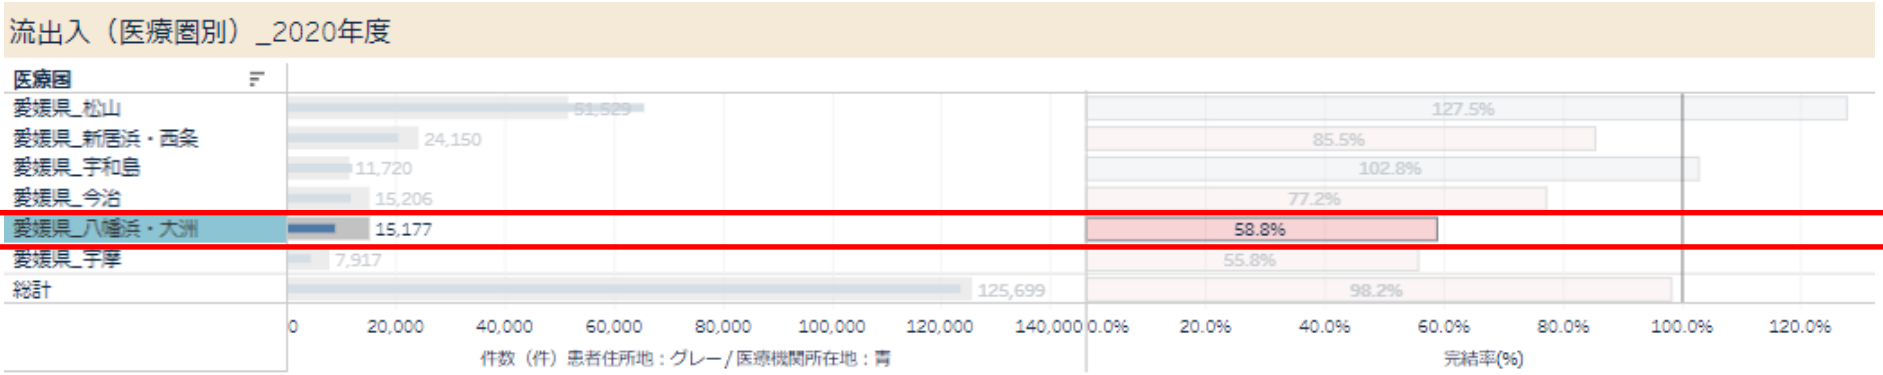 流出入（医療圏別）_2020年度
医療圏
愛媛県_松山 51,529 127.5%
愛媛県_新居浜・西条 24,150 85.5%
愛媛県_宇和島 11,720 102.8%
愛媛県_今治 15,206 77.2%
愛媛県_八幡浜・大洲 15,177 58.8%
愛媛県_宇摩 7,917 55.8%
総計 125,699 98.2%
0 20,000 40,000 60,000 80,000 100,000 120,000 140,000 0.0% 20.0% 40.0% 60.0% 80.0% 100.0% 120.0%
件数（件）患者住所地：グレー/医療機関所在地：青 完結率(%)